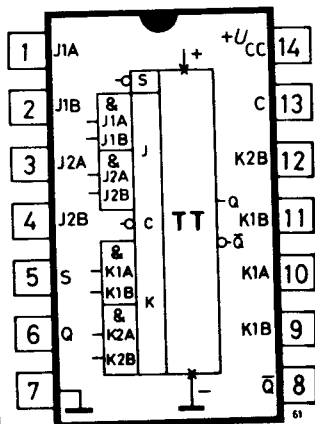 1 J1A
2 J1B
3 J2A
4 J2B
5 S
6 Q
7
+UCC 14
C 13
K2B 12
K1B 11
K1A 10
K1B 9
Q̅ 8
+
S
&
J1A
J1B
&
J2A
J2B
J
C
&
K1A
K1B
&
K2A
K2B
K
TT
Q
Q̅
−
61